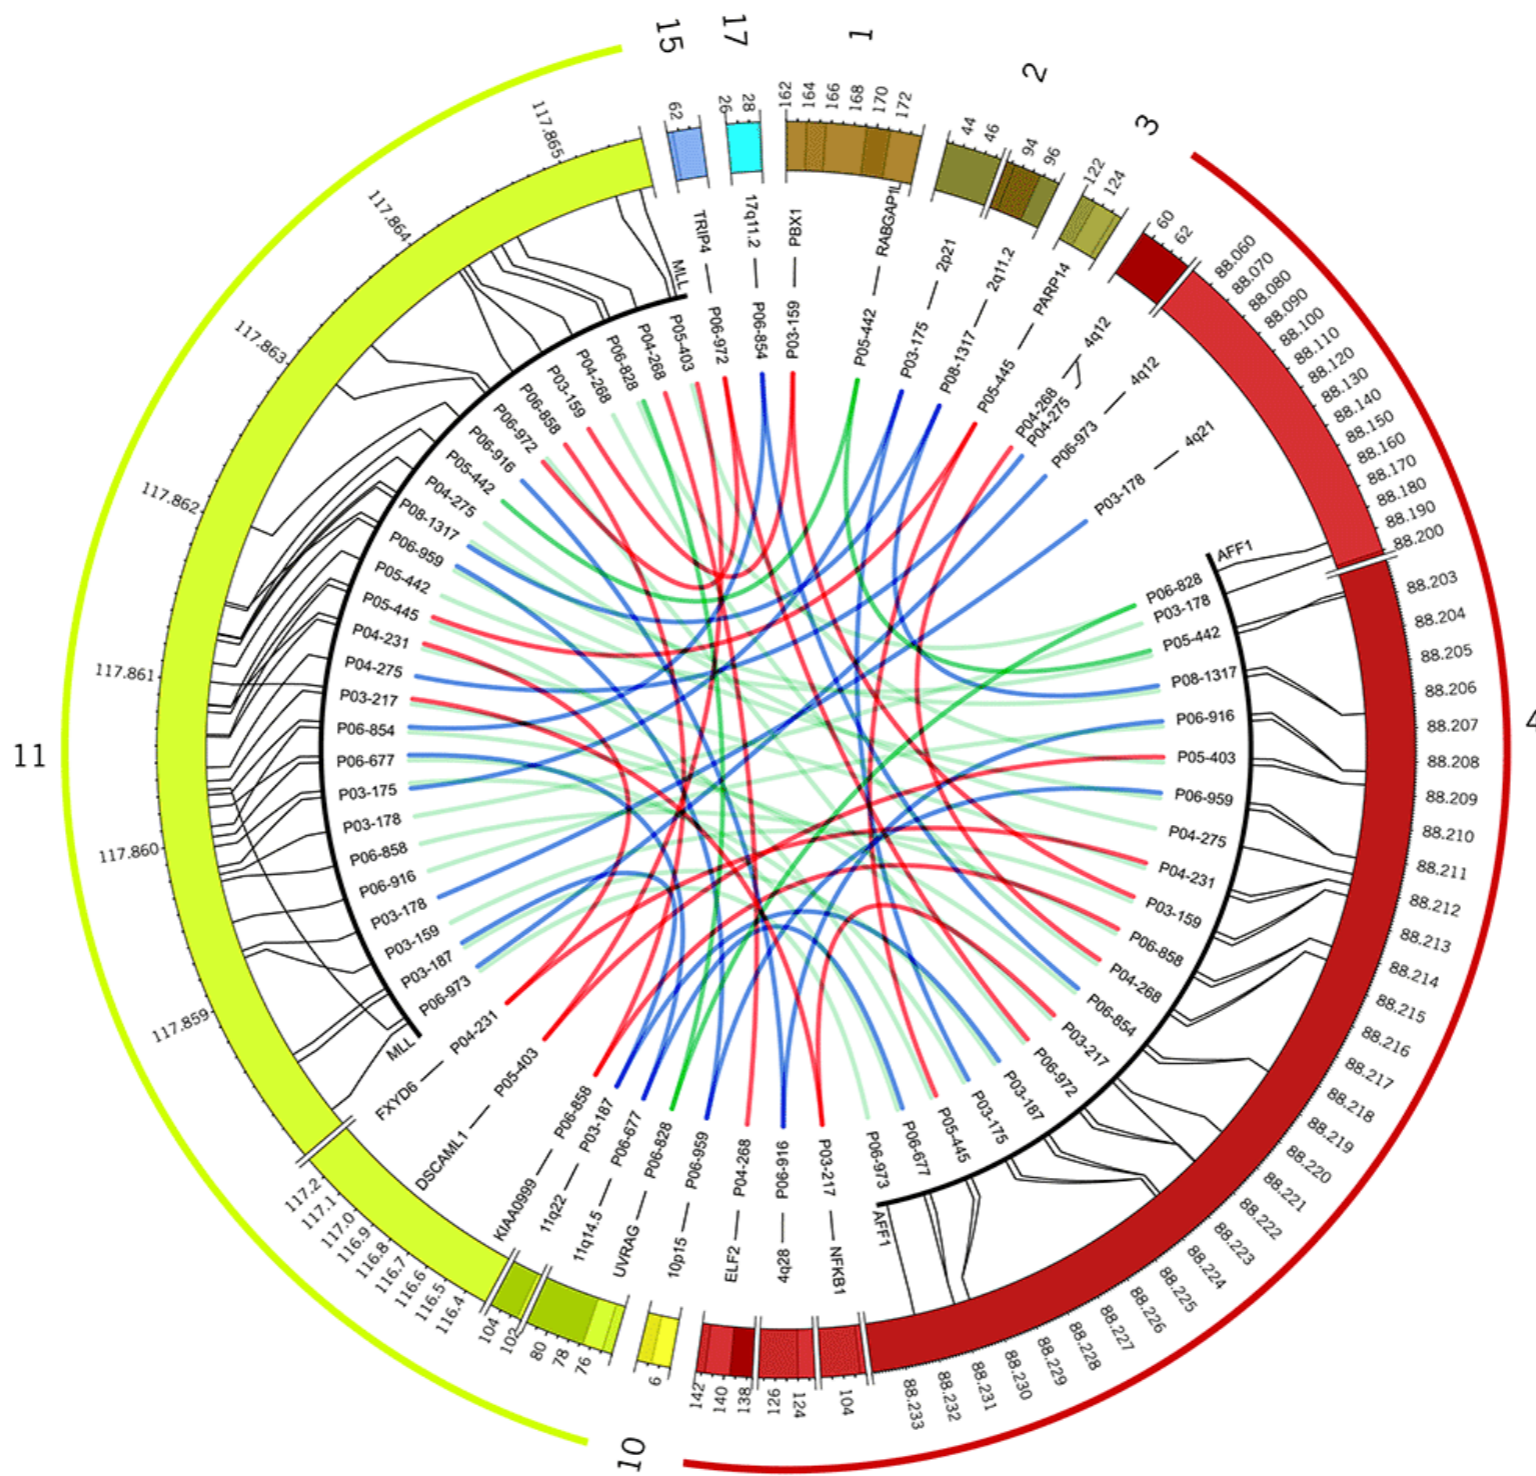 15
17
1
2
3
4
10
11
62
26
28
162
164
166
168
170
172
44
46
94
96
122
124
60
62
88.060
88.070
88.080
88.090
88.100
88.110
88.120
88.130
88.140
88.150
88.160
88.170
88.180
88.190
88.200
88.203
88.204
88.205
88.206
88.207
88.208
88.209
88.210
88.211
88.212
88.213
88.214
88.215
88.216
88.217
88.218
88.219
88.220
88.221
88.222
88.223
88.224
88.225
88.226
88.227
88.228
88.229
88.230
88.231
88.232
88.233
104
124
126
138
140
142
6
76
78
80
102
104
116.4
116.5
116.6
116.7
116.8
116.9
117.0
117.1
117.2
117.859
117.860
117.861
117.862
117.863
117.864
117.865
TRIP4 — P06-972
17q11.2 — P06-854
PBX1 — P03-159
RABGAP1L — P05-442
2p21 — P03-175
2q11.2 — P08-1317
PARP14 — P05-445
4q12
P04-268
P04-275
4q12 — P06-973
4q21 — P03-178
AFF1
P06-828
P03-178
P05-442
P08-1317
P06-916
P05-403
P06-959
P04-275
P04-231
P03-159
P06-858
P04-268
P06-854
P03-217
P06-972
P03-187
P03-175
P05-445
P06-677
P06-973
AFF1
P03-217 — NFKB1
P06-916 — 4q28
P04-268 — ELF2
P06-959 — 10p15
P06-828 — UVRAG
P06-677 — 11q14.5
P03-187 — 11q22
P06-858 — KIAA0999
P05-403 — DSCAML1
P04-231 — FXYD6
MLL
P06-973
P03-187
P03-159
P03-178
P06-916
P06-858
P03-178
P03-175
P06-677
P06-854
P03-217
P04-275
P04-231
P05-445
P05-442
P06-959
P08-1317
P04-275
P05-442
P06-916
P06-972
P06-858
P03-159
P04-268
P06-828
P04-268
P05-403
MLL